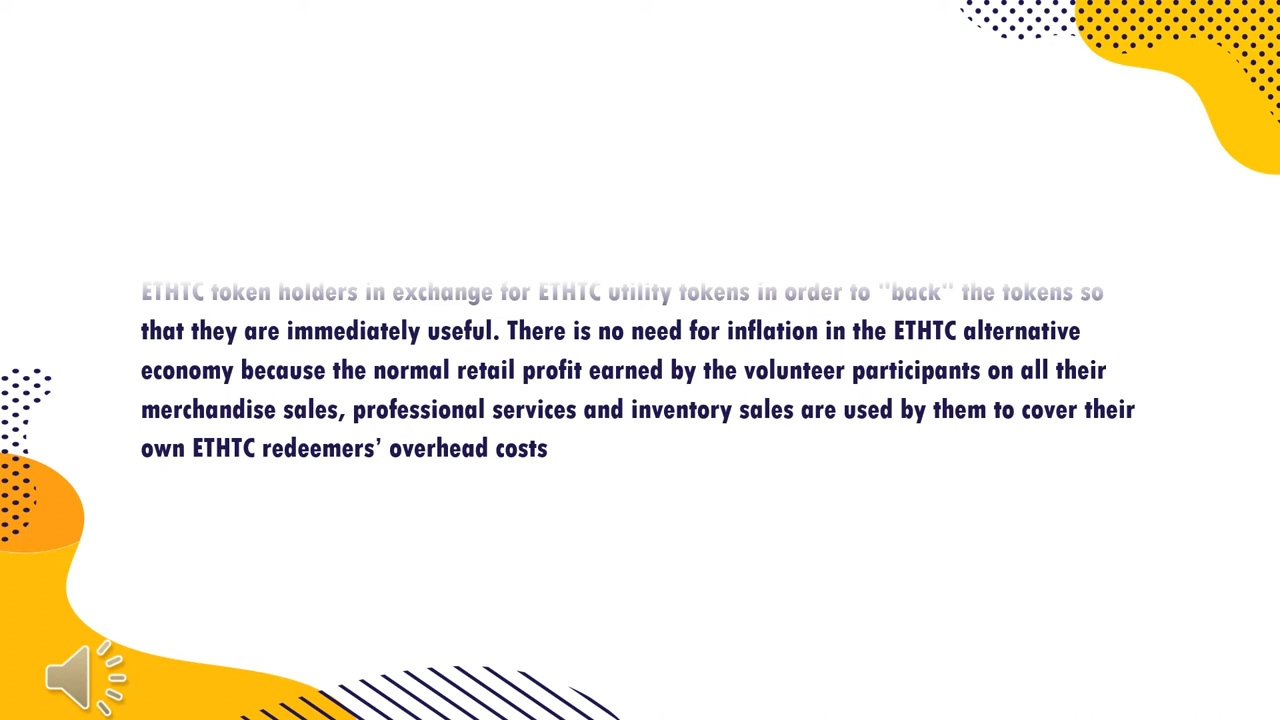 ETHTC token holders in exchange for ETHTC utility tokens in order to "back" the tokens so
that they are immediately useful. There is no need for inflation in the ETHTC alternative
economy because the normal retail profit earned by the volunteer participants on all their
merchandise sales, professional services and inventory sales are used by them to cover their
own ETHTC redeemers’ overhead costs